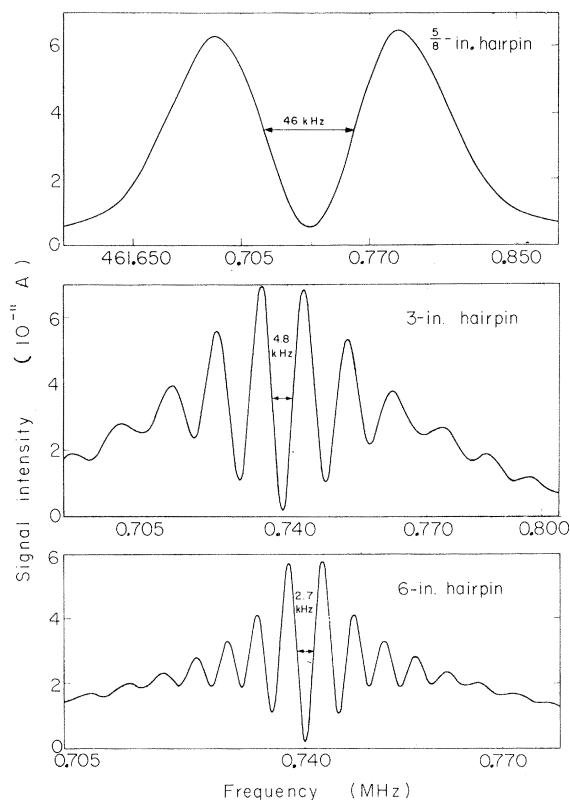 6
4
2
0
5/8-in. hairpin
46 kHz
461.650 0.705 0.770 0.850
6
4
2
0
3-in. hairpin
4.8
kHz
0.705 0.740 0.770 0.800
6
4
2
0
6-in. hairpin
2.7
kHz
0.705 0.740 0.770
Signal intensity (10⁻¹¹ A)
Frequency (MHz)